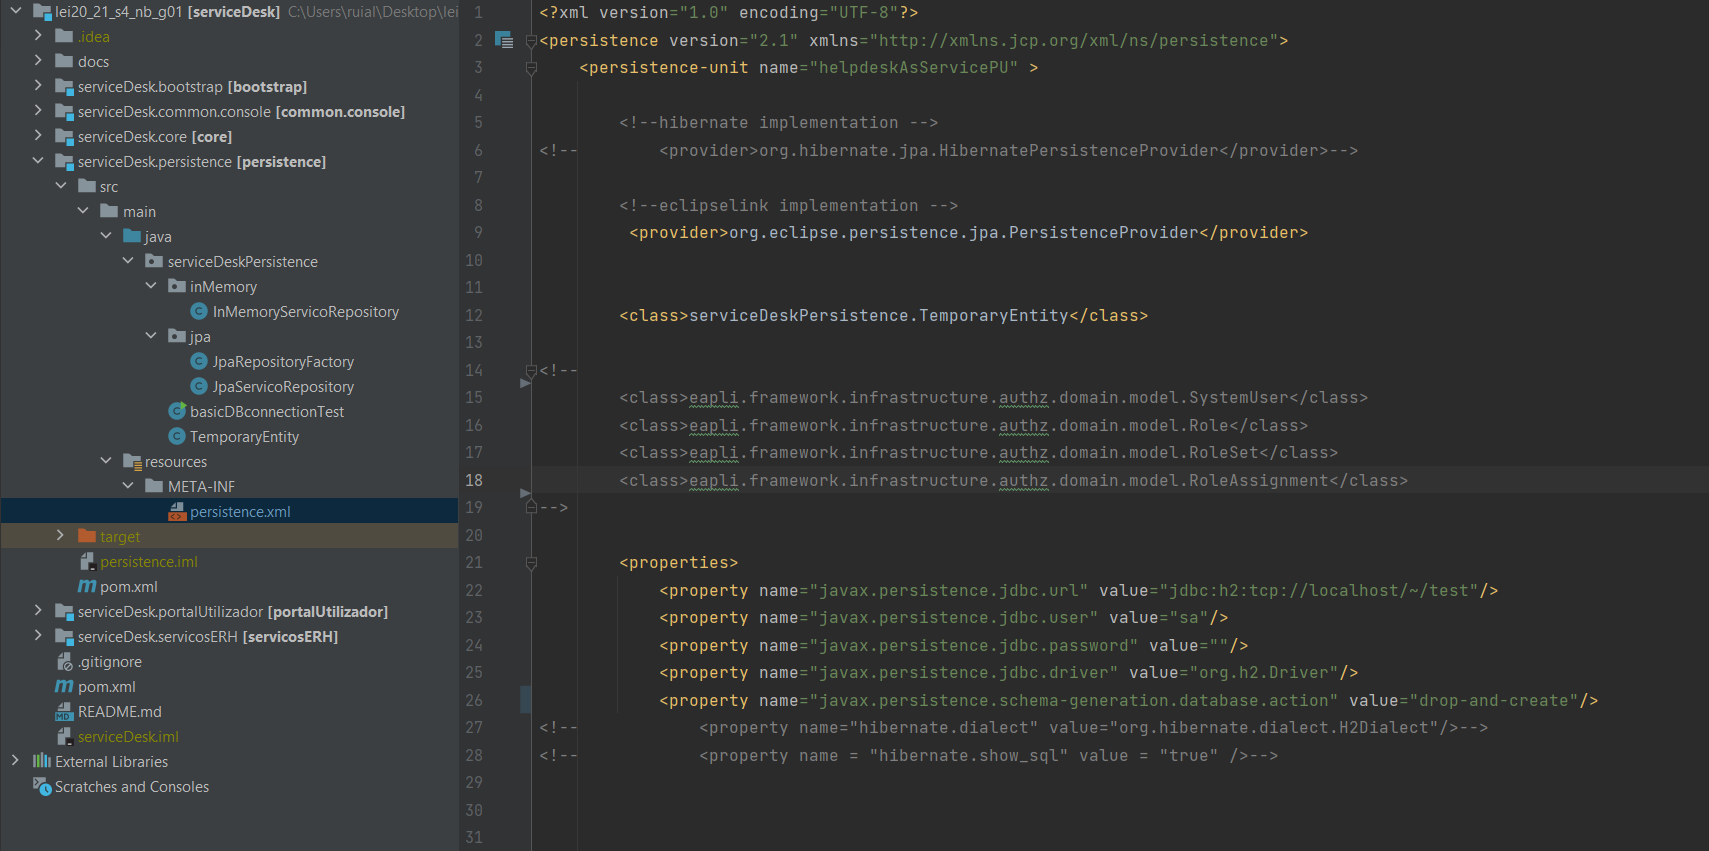 lei20_21_s4_nb_g01 [serviceDesk] C:\Users\ruial\Desktop\lei
.idea
docs
serviceDesk.bootstrap [bootstrap]
serviceDesk.common.console [common.console]
serviceDesk.core [core]
serviceDesk.persistence [persistence]
src
main
java
serviceDeskPersistence
inMemory
InMemoryServicoRepository
jpa
JpaRepositoryFactory
JpaServicoRepository
basicDBconnectionTest
TemporaryEntity
resources
META-INF
persistence.xml
target
persistence.iml
pom.xml
serviceDesk.portalUtilizador [portalUtilizador]
serviceDesk.servicosERH [servicosERH]
.gitignore
pom.xml
README.md
serviceDesk.iml
External Libraries
Scratches and Consoles
1 <?xml version="1.0" encoding="UTF-8"?>
2 <persistence version="2.1" xmlns="http://xmlns.jcp.org/xml/ns/persistence">
3 <persistence-unit name="helpdeskAsServicePU" >
4
5 <!--hibernate implementation -->
6 <!-- <provider>org.hibernate.jpa.HibernatePersistenceProvider</provider>-->
7
8 <!--eclipselink implementation -->
9 <provider>org.eclipse.persistence.jpa.PersistenceProvider</provider>
10
11
12 <class>serviceDeskPersistence.TemporaryEntity</class>
13
14 <!--
15 <class>eapli.framework.infrastructure.authz.domain.model.SystemUser</class>
16 <class>eapli.framework.infrastructure.authz.domain.model.Role</class>
17 <class>eapli.framework.infrastructure.authz.domain.model.RoleSet</class>
18 <class>eapli.framework.infrastructure.authz.domain.model.RoleAssignment</class>
19 -->
20
21 <properties>
22 <property name="javax.persistence.jdbc.url" value="jdbc:h2:tcp://localhost/~/test"/>
23 <property name="javax.persistence.jdbc.user" value="sa"/>
24 <property name="javax.persistence.jdbc.password" value=""/>
25 <property name="javax.persistence.jdbc.driver" value="org.h2.Driver"/>
26 <property name="javax.persistence.schema-generation.database.action" value="drop-and-create"/>
27 <!-- <property name="hibernate.dialect" value="org.hibernate.dialect.H2Dialect"/>-->
28 <!-- <property name = "hibernate.show_sql" value = "true" />-->
29
30
31